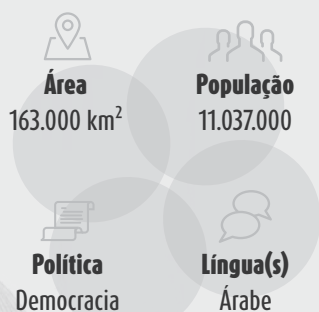 Área
163.000 km²
População
11.037.000
Política
Democracia
Língua(s)
Árabe